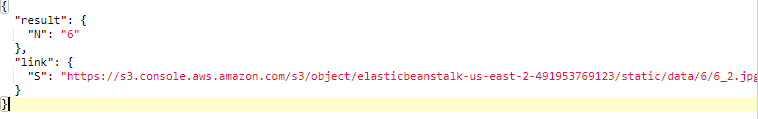 {
"result": {
"N": "6"
},
"link": {
"S": "https://s3.console.aws.amazon.com/s3/object/elasticbeanstalk-us-east-2-491953769123/static/data/6/6_2.jpg
}
}